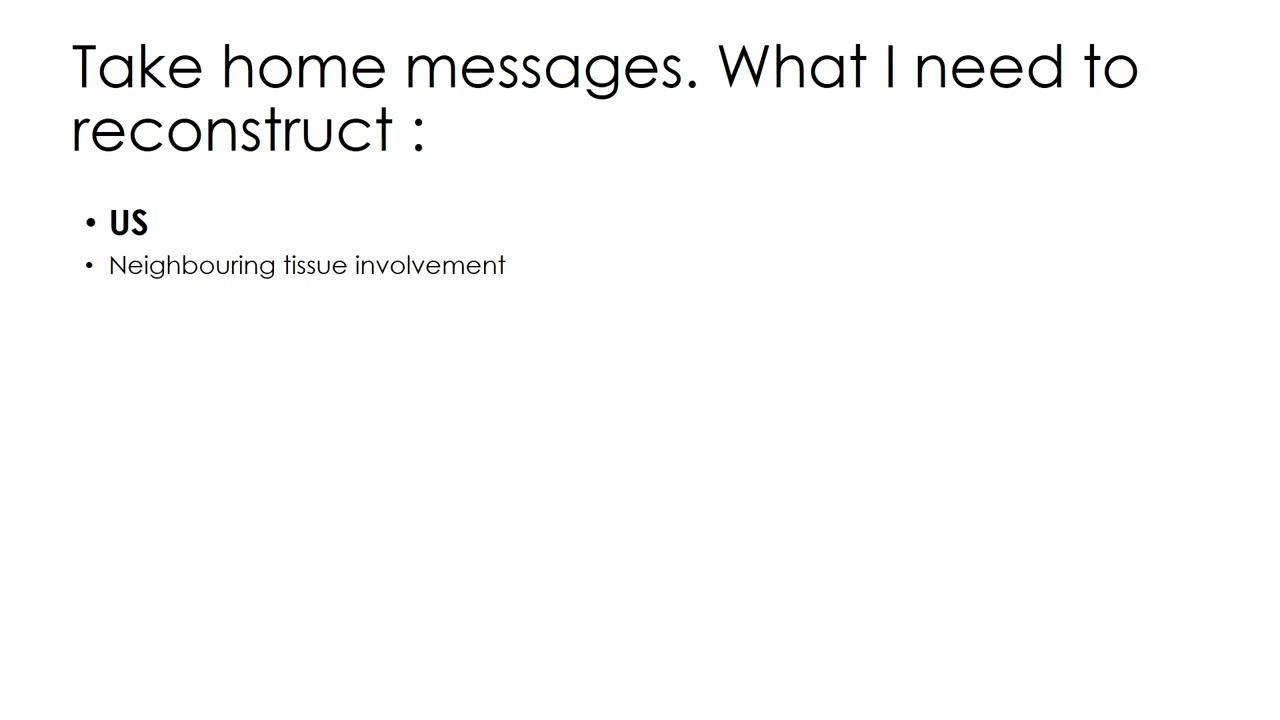 Take home messages. What I need to
reconstruct :
• US
• Neighbouring tissue involvement